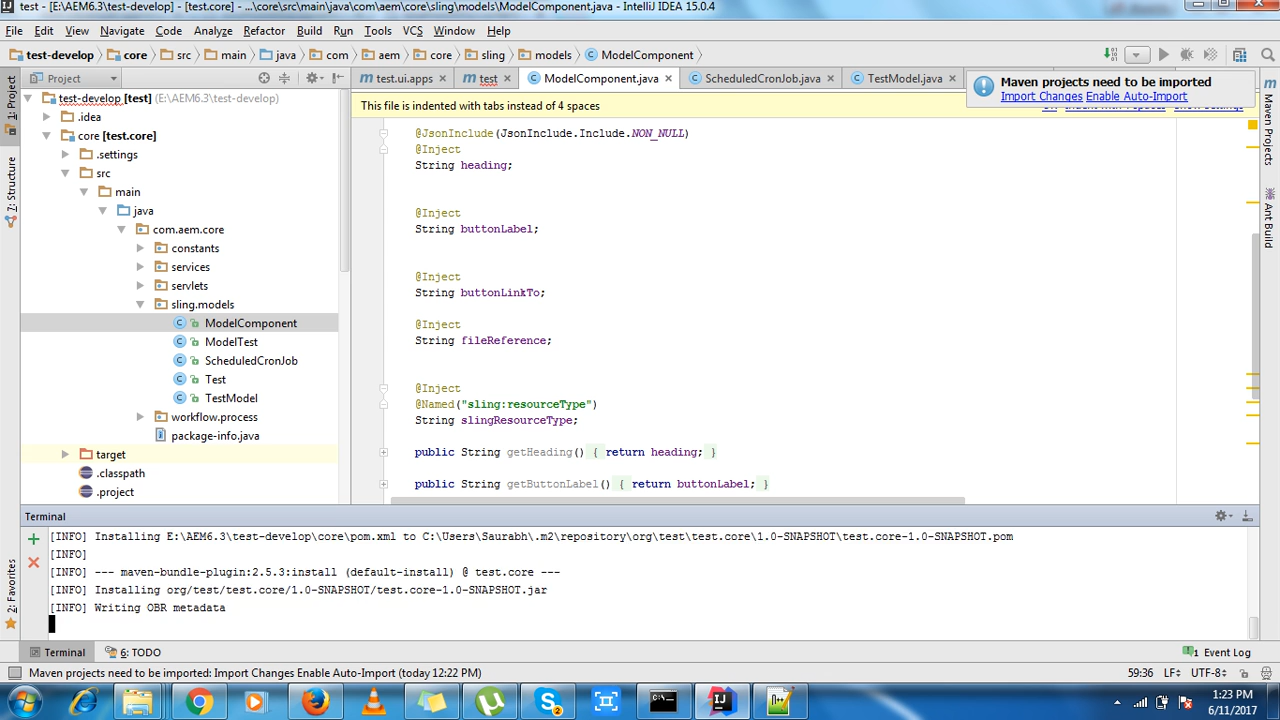 test - [E:\AEM6.3\test-develop] - [test.core] - ...\core\src\main\java\com\aem\core\sling\models\ModelComponent.java - IntelliJ IDEA 15.0.4
File Edit View Navigate Code Analyze Refactor Build Run Tools VCS Window Help
test-develop core src main java com aem core sling models ModelComponent.java
Project
test.ui.apps test ModelComponent.java ScheduledCronJob.java TestModel.java
Maven projects need to be imported
Import Changes Enable Auto-Import
This file is indented with tabs instead of 4 spaces
1: Project
7: Structure
2: Favorites
Maven Projects
Ant Build
test-develop [test] (E:\AEM6.3\test-develop)
.idea
core [test.core]
.settings
src
main
java
com.aem.core
constants
services
servlets
sling.models
ModelComponent
ModelTest
ScheduledCronJob
Test
TestModel
workflow.process
package-info.java
target
.classpath
.project
@JsonInclude(JsonInclude.Include.NON_NULL)
@Inject
String heading;
@Inject
String buttonLabel;
@Inject
String buttonLinkTo;
@Inject
String fileReference;
@Inject
@Named("sling:resourceType")
String slingResourceType;
public String getHeading() { return heading; }
public String getButtonLabel() { return buttonLabel; }
Terminal
[INFO] Installing E:\AEM6.3\test-develop\core\pom.xml to C:\Users\Saurabh\.m2\repository\org\test\test.core\1.0-SNAPSHOT\test.core-1.0-SNAPSHOT.pom
[INFO]
[INFO] --- maven-bundle-plugin:2.5.3:install (default-install) @ test.core ---
[INFO] Installing org/test/test.core/1.0-SNAPSHOT/test.core-1.0-SNAPSHOT.jar
[INFO] Writing OBR metadata
Terminal 6: TODO 1 Event Log
Maven projects need to be imported: Import Changes Enable Auto-Import (today 12:22 PM) 59:26 LF÷ UTF-8÷
1:23 PM
6/11/2017